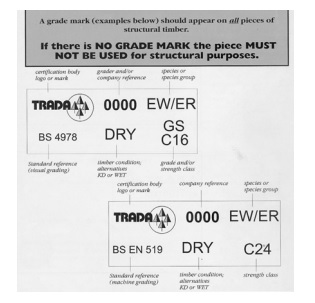 A grade mark (examples below) should appear on all pieces of
structural timber.
If there is NO GRADE MARK the piece MUST
NOT BE USED for structural purposes.
certification body
logo or mark
grader and/or
company reference
species or
species group
TRADA 0000 EW/ER
BS 4978 DRY GS
C16
Standard reference
(visual grading)
timber condition;
alternatives
KD or WET
grade and/or
strength class
certification body
logo or mark
company reference
species or
species group
TRADA 0000 EW/ER
BS EN 519 DRY C24
Standard reference
(machine grading)
timber condition;
alternatives
KD or WET
strength class